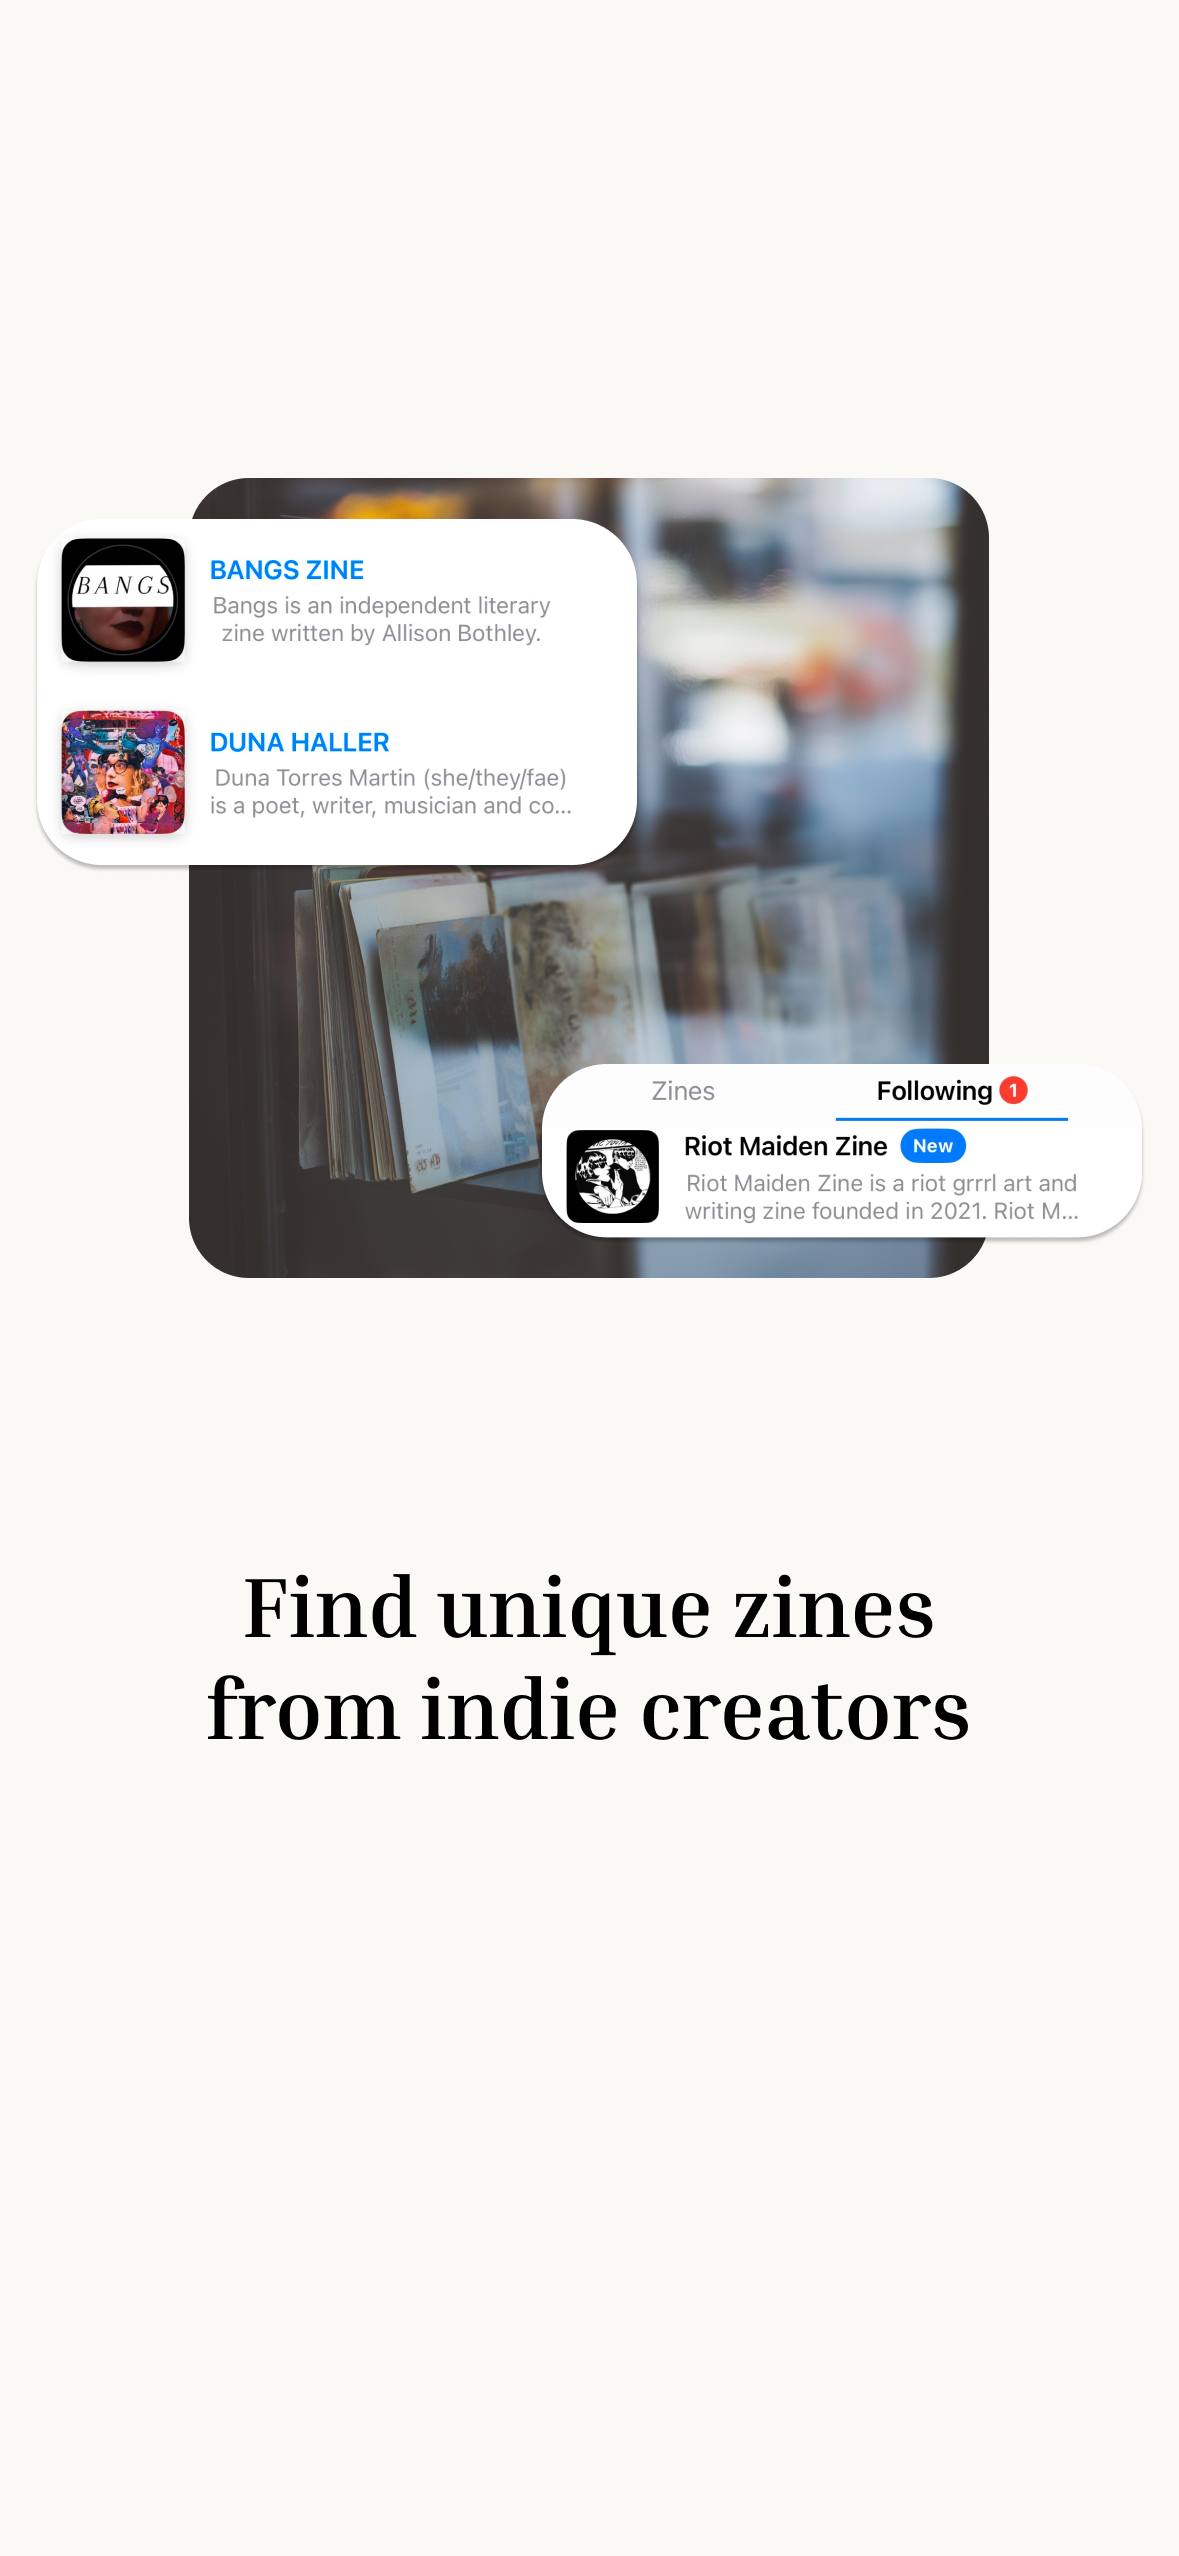 BANGS
BANGS ZINE
Bangs is an independent literary
zine written by Allison Bothley.
DUNA HALLER
Duna Torres Martin (she/they/fae)
is a poet, writer, musician and co...
Zines
Following 1
Riot Maiden Zine New
Riot Maiden Zine is a riot grrrl art and
writing zine founded in 2021. Riot M...
Find unique zines
from indie creators